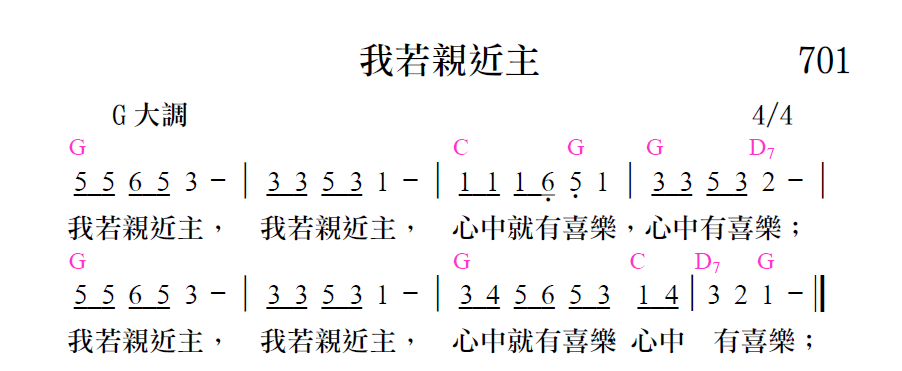 我若親近主 701
G 大調 4/4
G C G G D7
5 5 6 5 3 – | 3 3 5 3 1 – | 1 1 1 6̣ 5̣ 1 | 3 3 5 3 2 – |
我若親近主， 我若親近主， 心中就有喜樂，心中有喜樂；
G G C D7 G
5 5 6 5 3 – | 3 3 5 3 1 – | 3 4 5 6 5 3 1 4 | 3 2 1 – ‖
我若親近主， 我若親近主， 心中就有喜樂 心中 有喜樂；